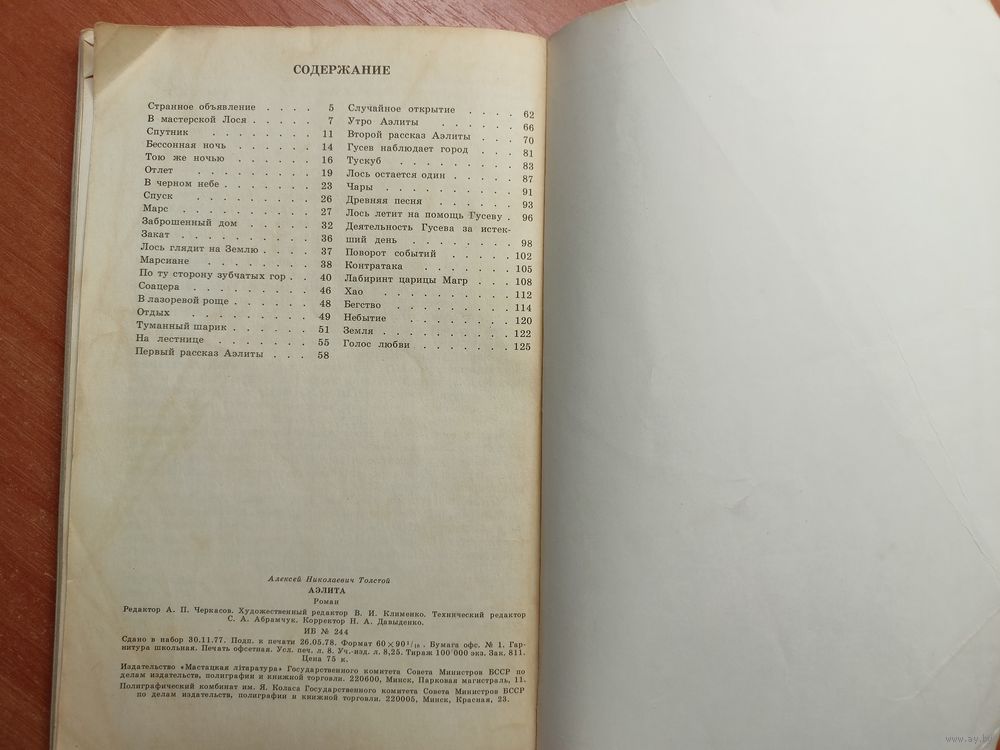 СОДЕРЖАНИЕ
Странное объявление . . . . 5
В мастерской Лося . . . . . 7
Спутник . . . . . . . 11
Бессонная ночь . . . . . 14
Тою же ночью . . . . . 16
Отлет . . . . . . . . 19
В черном небе . . . . . . 23
Спуск . . . . . . . . 26
Марс . . . . . . . . . 27
Заброшенный дом . . . . . 32
Закат . . . . . . . . . 36
Лось глядит на Землю . . . . 37
Марсиане . . . . . . . 38
По ту сторону зубчатых гор . . 40
Соацера . . . . . . . . 46
В лазоревой роще . . . . . 48
Отдых . . . . . . . . 49
Туманный шарик . . . . . . 51
На лестнице . . . . . . 55
Первый рассказ Аэлиты . . . 58
Случайное открытие . . . . 62
Утро Аэлиты . . . . . 66
Второй рассказ Аэлиты . . . 70
Гусев наблюдает город . . . 81
Тускуб . . . . . . . 83
Лось остается один . . . . . 87
Чары . . . . . . . . . 91
Древняя песня . . . . . 93
Лось летит на помощь Гусеву . 96
Деятельность Гусева за истек-
ший день . . . . . . . 98
Поворот событий . . . . . 102
Контратака . . . . . . 105
Лабиринт царицы Магр . . . 108
Хао . . . . . . . . 112
Бегство . . . . . . . . 114
Небытие . . . . . . . 120
Земля . . . . . . . . . 122
Голос любви . . . . . . . 125
Алексей Николаевич Толстой
АЭЛИТА
Роман
Редактор А. П. Черкасов. Художественный редактор В. И. Клименко. Технический редактор
С. А. Абрамчук. Корректор Н. А. Давыденко.
ИБ № 244
Сдано в набор 30.11.77. Подп. к печати 26.05.78. Формат 60×90¹/₁₆. Бумага офс. № 1. Гар-
нитура школьная. Печать офсетная. Усл. печ. л. 8. Уч.-изд. л. 8,25. Тираж 100 000 экз. Зак. 811.
Цена 75 к.
Издательство «Мастацкая літаратура» Государственного комитета Совета Министров БССР по
делам издательств, полиграфии и книжной торговли. 220600, Минск, Парковая магистраль, 11.
Полиграфический комбинат им. Я. Коласа Государственного комитета Совета Министров БССР
по делам издательств, полиграфии и книжной торговли. 220005, Минск, Красная, 23.
www.ay.by